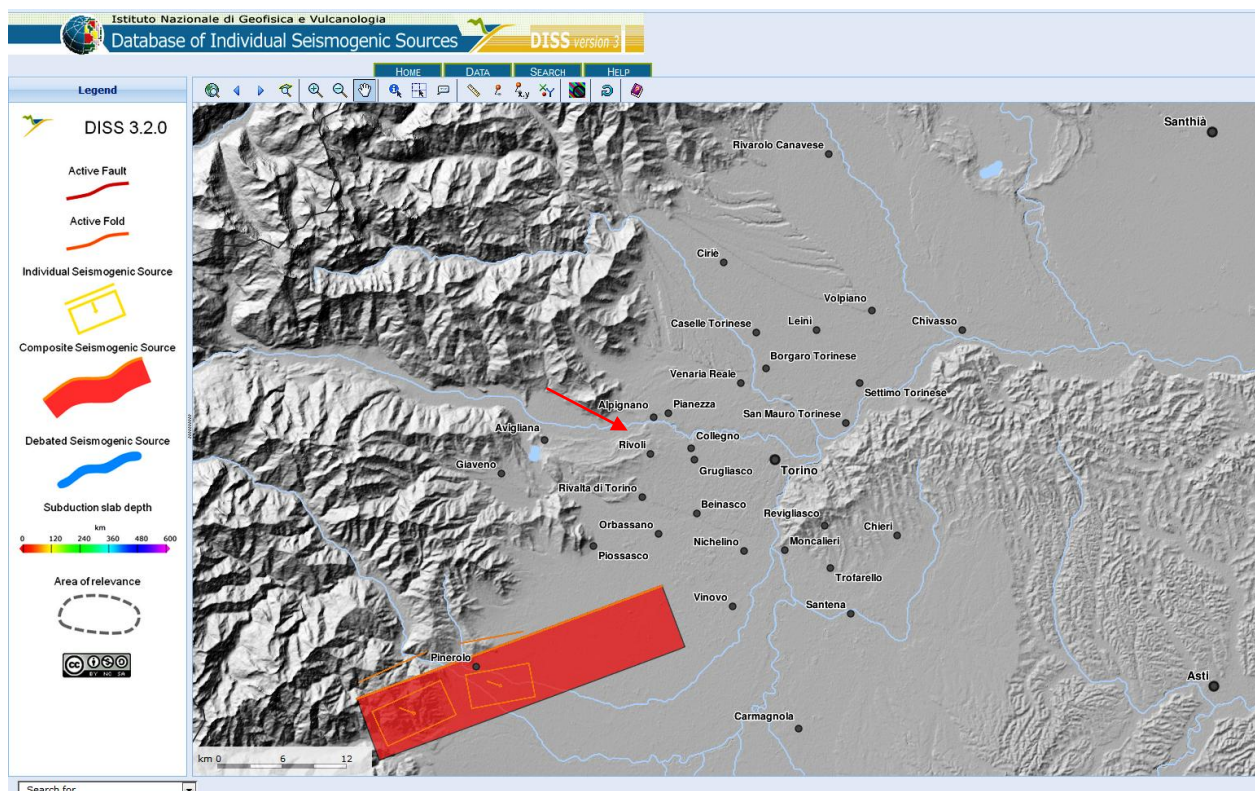 Istituto Nazionale di Geofisica e Vulcanologia
Database of Individual Seismogenic Sources
DISS version 3
HOME DATA SEARCH HELP
Legend
DISS 3.2.0
Active Fault
Active Fold
Individual Seismogenic Source
Composite Seismogenic Source
Debated Seismogenic Source
Subduction slab depth
km
0 120 240 360 480 600
Area of relevance
cc
BY NC SA
x,y
Santhià
Rivarolo Canavese
Ciriè
Volpiano
Caselle Torinese
Leinì
Chivasso
Borgaro Torinese
Venaria Reale
Settimo Torinese
Alpignano
Pianezza
San Mauro Torinese
Avigliana
Rivoli
Collegno
Giaveno
Grugliasco
Torino
Rivalta di Torino
Beinasco
Revigliasco
Orbassano
Chieri
Piossasco
Nichelino
Moncalieri
Trofarello
Vinovo
Santena
Pinerolo
Asti
Carmagnola
km 0 6 12
Search for